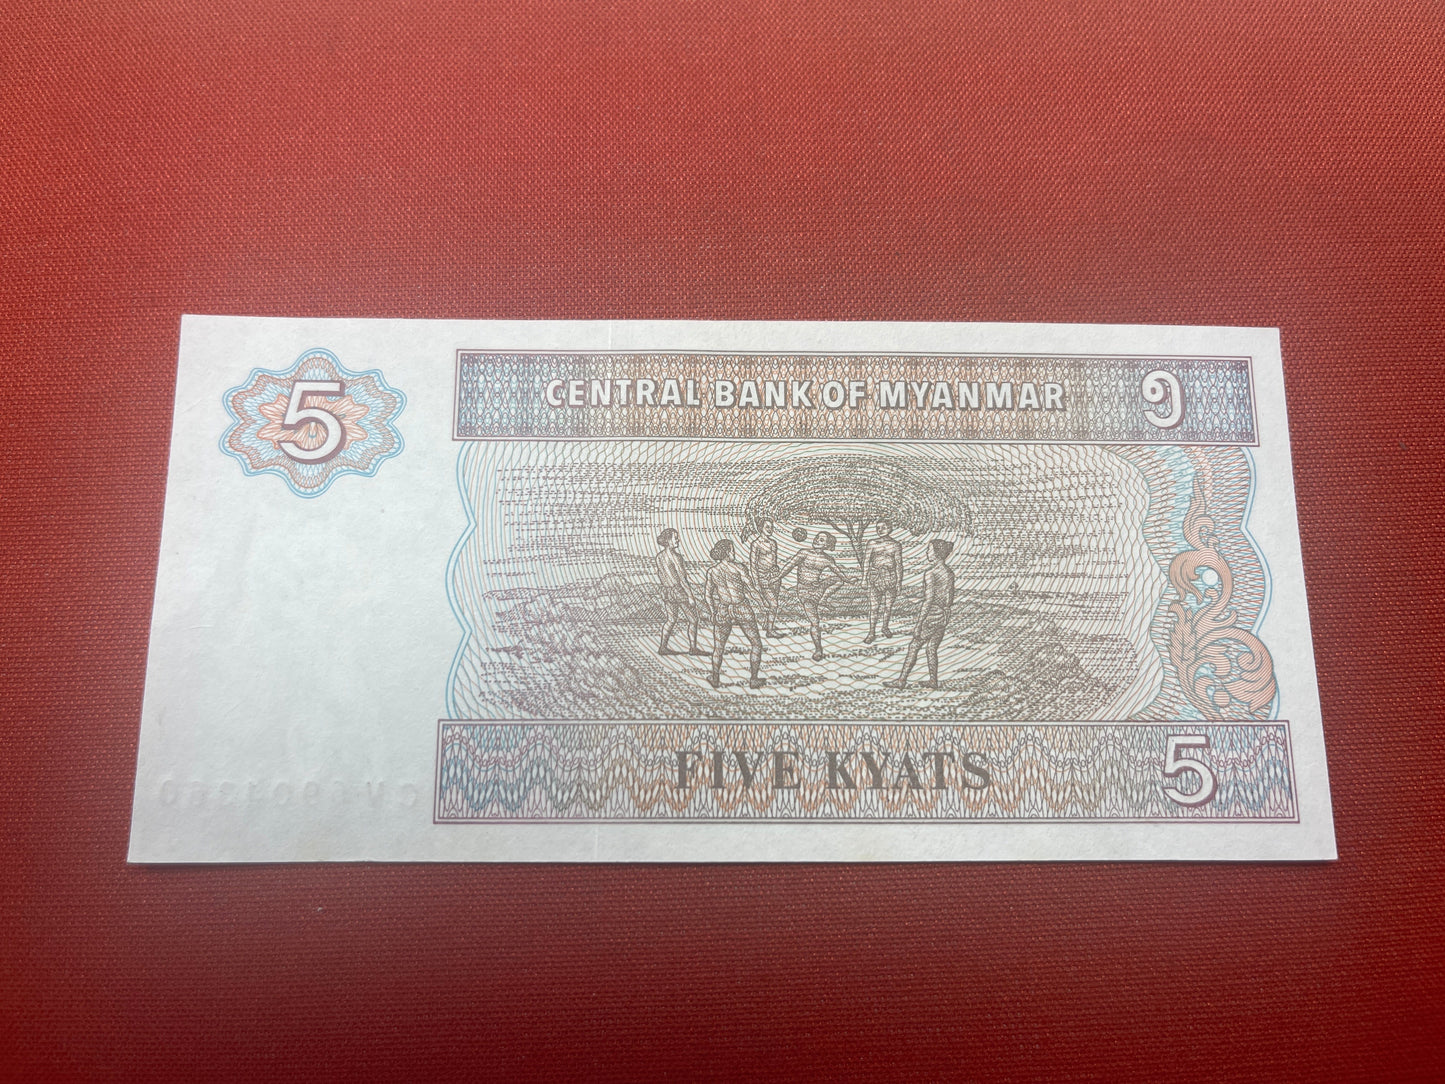 5
CENTRAL BANK OF MYANMAR ၅
FIVE KYATS 5